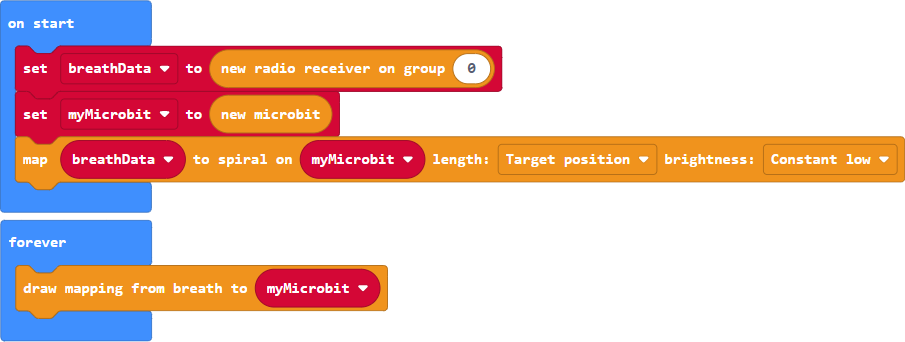 on start
set breathData to new radio receiver on group 0
set myMicrobit to new microbit
map breathData to spiral on myMicrobit length: Target position brightness: Constant low
forever
draw mapping from breath to myMicrobit